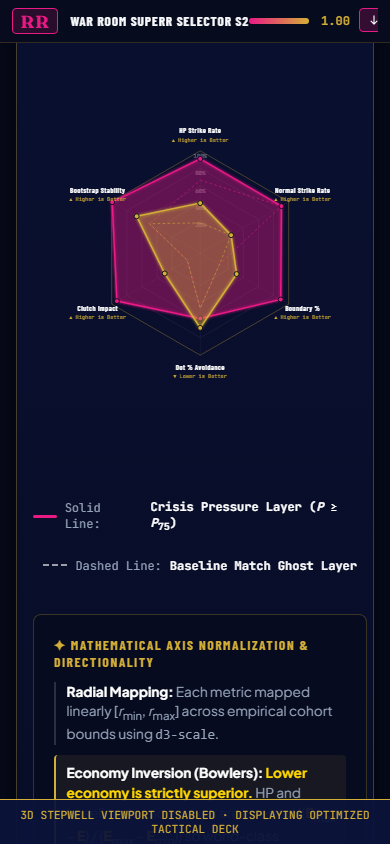 RR WAR ROOM SUPERR SELECTOR S2 1.00 ↓
HP Strike Rate
▲ Higher is Better
100%
Bootstrap Stability
▲ Higher is Better
Normal Strike Rate
▲ Higher is Better
Clutch Impact
▲ Higher is Better
Boundary %
▲ Higher is Better
Dot % Avoidance
▼ Lower is Better
Solid
Line:
Crisis Pressure Layer (P ≥
P75)
Dashed Line: Baseline Match Ghost Layer
✦ MATHEMATICAL AXIS NORMALIZATION &
DIRECTIONALITY
Radial Mapping: Each metric mapped
linearly [rmin, rmax] across empirical cohort
bounds using d3-scale.
Economy Inversion (Bowlers): Lower
economy is strictly superior. HP and
3D STEPWELL VIEWPORT DISABLED · DISPLAYING OPTIMIZED
TACTICAL DECK